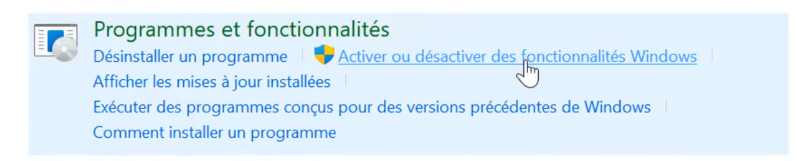 Programmes et fonctionnalités
Désinstaller un programme Activer ou désactiver des fonctionnalités Windows
Afficher les mises à jour installées
Exécuter des programmes conçus pour des versions précédentes de Windows
Comment installer un programme